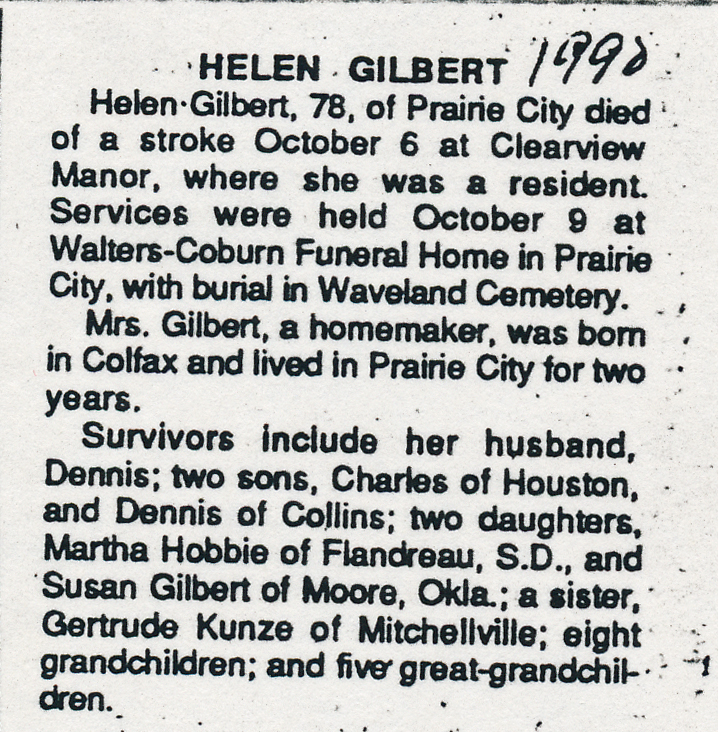 HELEN GILBERT 1990
Helen Gilbert, 78, of Prairie City died
of a stroke October 6 at Clearview
Manor, where she was a resident.
Services were held October 9 at
Walters-Coburn Funeral Home in Prairie
City, with burial in Waveland Cemetery.
Mrs. Gilbert, a homemaker, was born
in Colfax and lived in Prairie City for two
years.
Survivors include her husband,
Dennis; two sons, Charles of Houston,
and Dennis of Collins; two daughters,
Martha Hobbie of Flandreau, S.D., and
Susan Gilbert of Moore, Okla.; a sister,
Gertrude Kunze of Mitchellville; eight
grandchildren; and five great-grandchil-
dren.